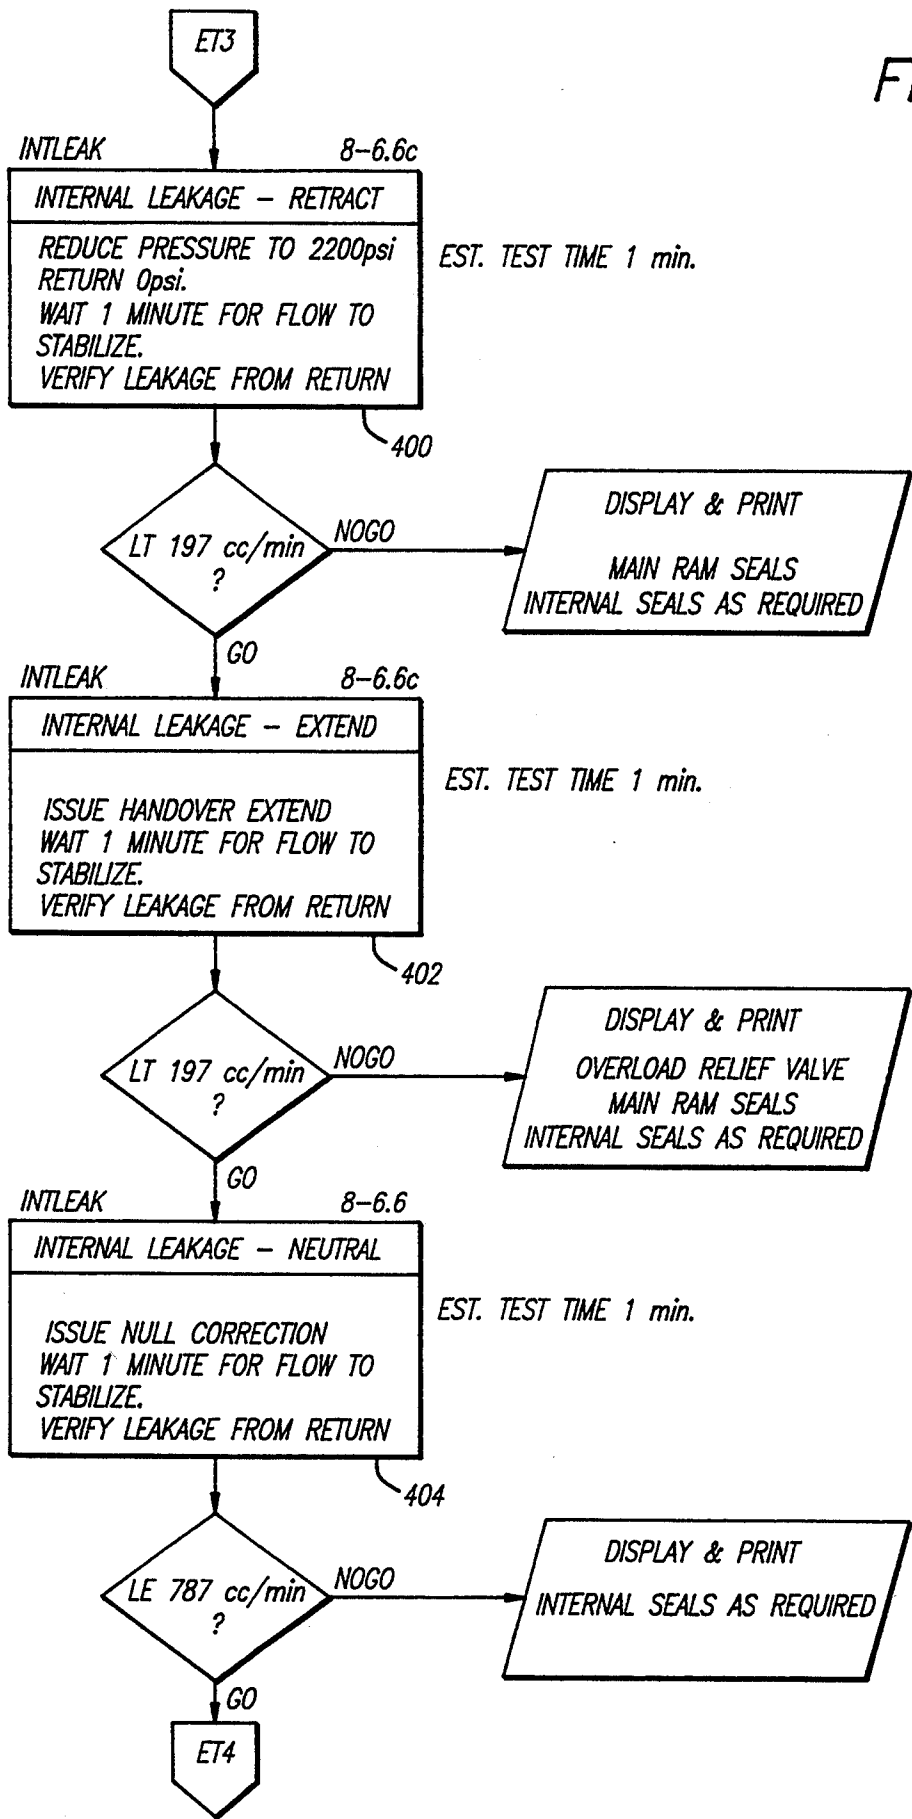 ET3
FI
INTLEAK 8-6.6c
INTERNAL LEAKAGE - RETRACT
REDUCE PRESSURE TO 2200psi
RETURN 0psi.
WAIT 1 MINUTE FOR FLOW TO
STABILIZE.
VERIFY LEAKAGE FROM RETURN
EST. TEST TIME 1 min.
400
LT 197 cc/min
?
NOGO
DISPLAY & PRINT
MAIN RAM SEALS
INTERNAL SEALS AS REQUIRED
GO
INTLEAK 8-6.6c
INTERNAL LEAKAGE - EXTEND
ISSUE HANDOVER EXTEND
WAIT 1 MINUTE FOR FLOW TO
STABILIZE.
VERIFY LEAKAGE FROM RETURN
EST. TEST TIME 1 min.
402
LT 197 cc/min
?
NOGO
DISPLAY & PRINT
OVERLOAD RELIEF VALVE
MAIN RAM SEALS
INTERNAL SEALS AS REQUIRED
GO
INTLEAK 8-6.6
INTERNAL LEAKAGE - NEUTRAL
ISSUE NULL CORRECTION
WAIT 1 MINUTE FOR FLOW TO
STABILIZE.
VERIFY LEAKAGE FROM RETURN
EST. TEST TIME 1 min.
404
LE 787 cc/min
?
NOGO
DISPLAY & PRINT
INTERNAL SEALS AS REQUIRED
GO
ET4